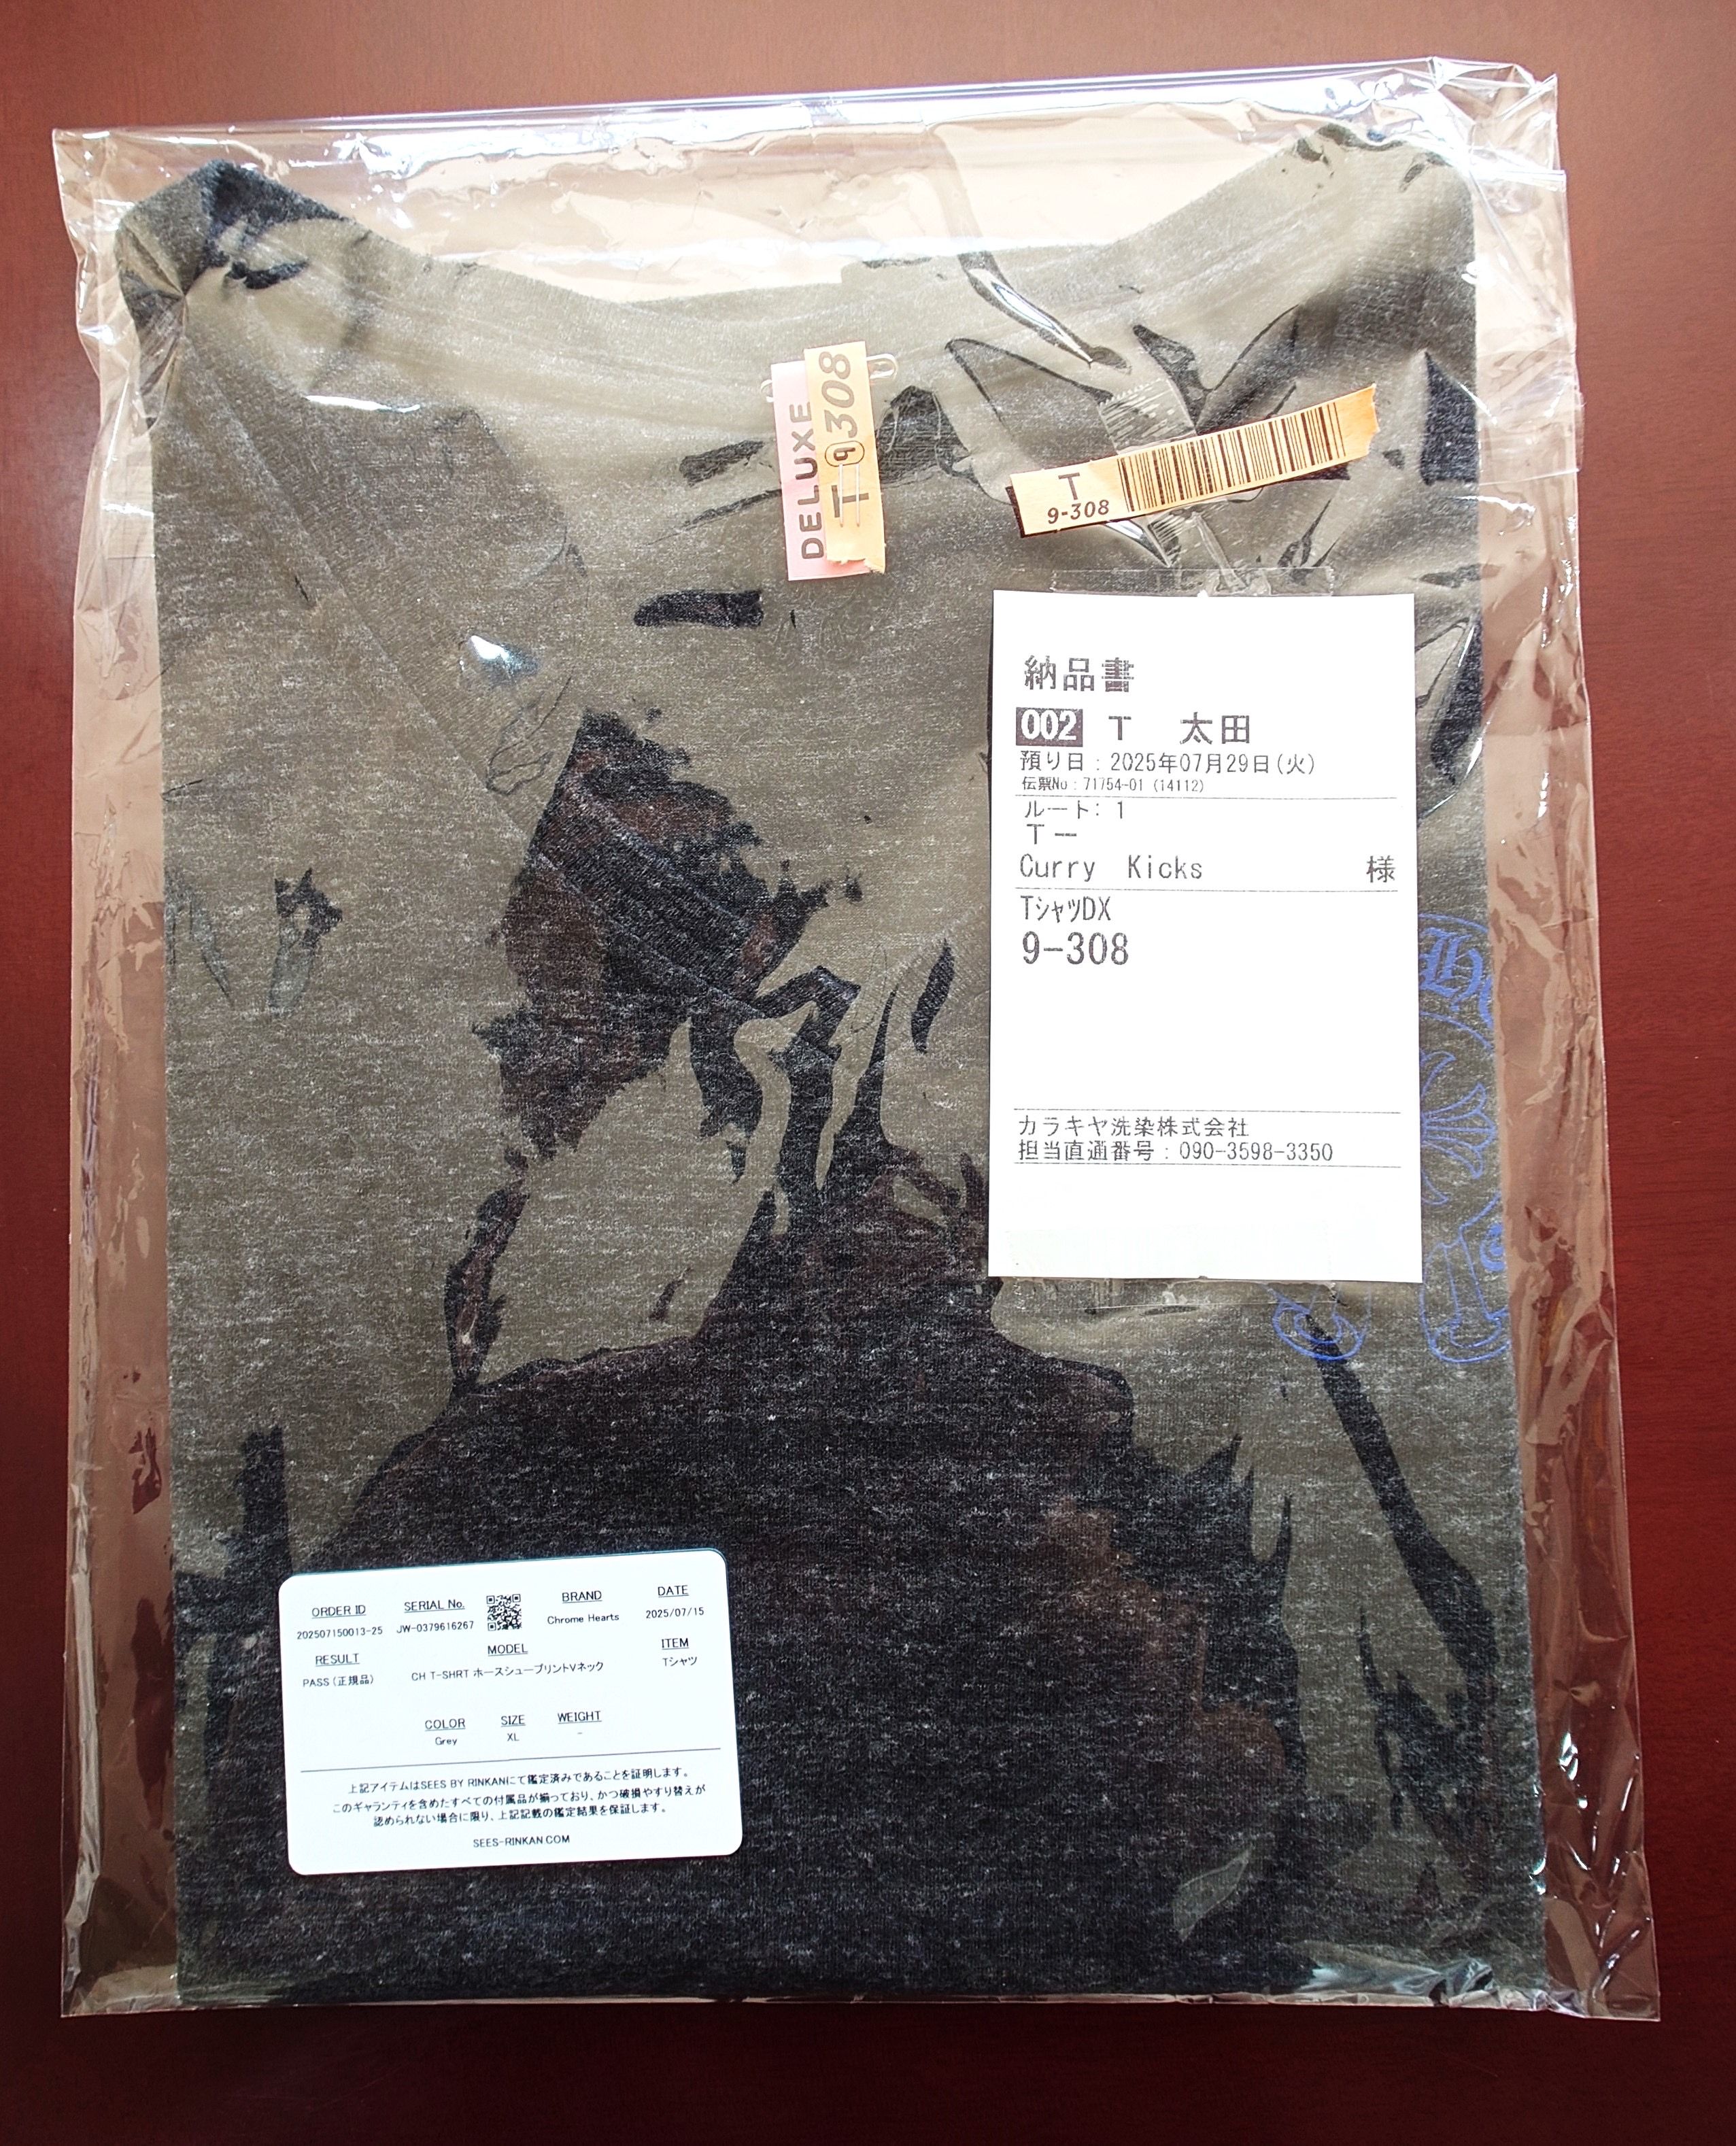 DELUXE
T 9 308
T
9-308
納品書
002 T 太田
預り日:2025年07月29日(火)
伝票No:71754-01 (14112)
ルート: 1
T−
Curry Kicks 様
TシャツDX
9-308
カラキヤ洗染株式会社
担当直通番号:090-3598-3350
H
ORDER ID
202507150013-25
SERIAL No.
JW-0379616267
BRAND
Chrome Hearts
DATE
2025/07/15
RESULT
PASS (正規品)
MODEL
CH T-SHRT ホースシュープリントVネック
ITEM
Tシャツ
COLOR
Grey
SIZE
XL
WEIGHT
-
上記アイテムはSEES BY RINKANにて鑑定済みであることを証明します。
このギャランティを含めたすべての付属品が揃っており、かつ破損やすり替えが
認められない場合に限り、上記記載の鑑定結果を保証します。
SEES-RINKAN.COM